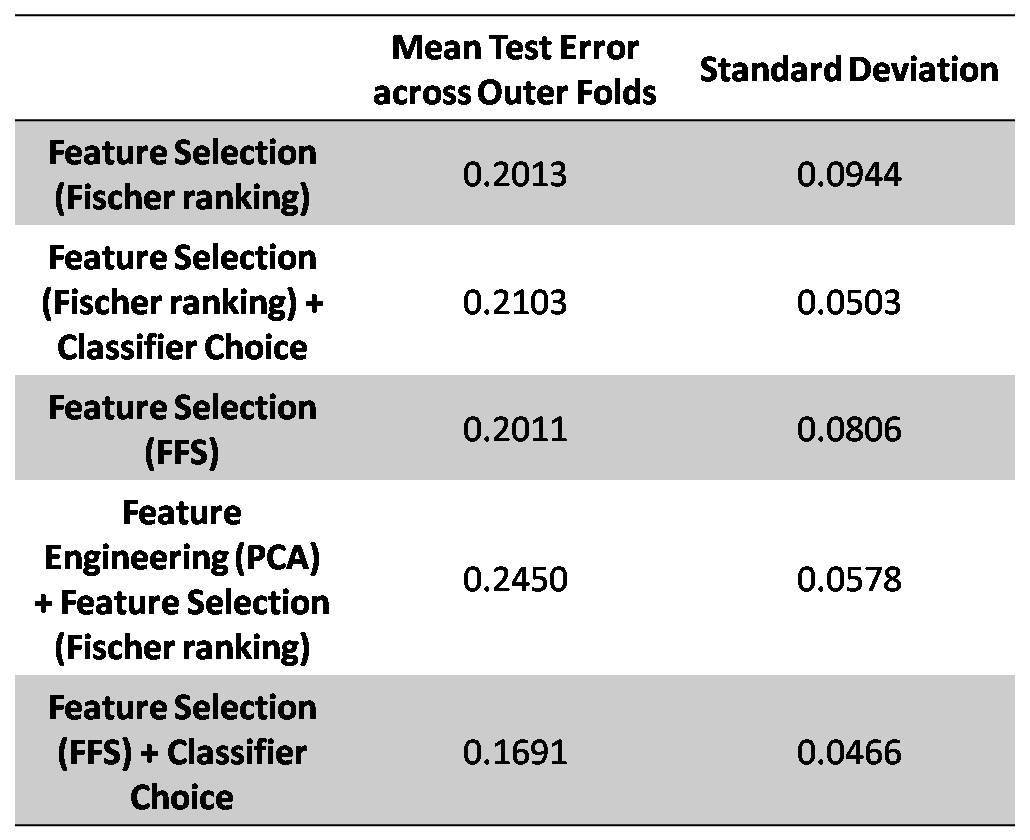 Mean Test Error
across Outer Folds
Standard Deviation
Feature Selection
(Fischer ranking)
0.2013
0.0944
Feature Selection
(Fischer ranking) +
Classifier Choice
0.2103
0.0503
Feature Selection
(FFS)
0.2011
0.0806
Feature
Engineering (PCA)
+ Feature Selection
(Fischer ranking)
0.2450
0.0578
Feature Selection
(FFS) + Classifier
Choice
0.1691
0.0466